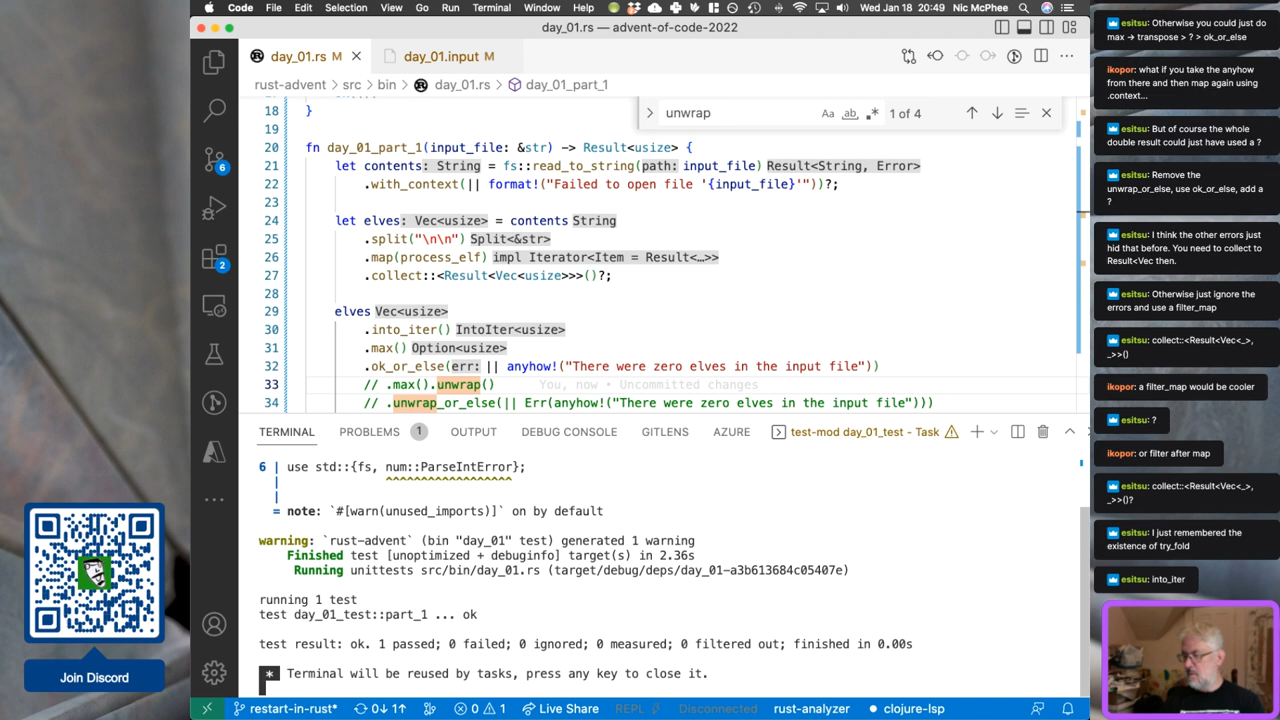 Code File Edit Selection View Go Run Terminal Window Help Wed Jan 18 20:49 Nic McPhee
day_01.rs — advent-of-code-2022
day_01.rs M
day_01.input M
rust-advent > src > bin > day_01.rs > day_01_part_1
unwrap
Aa ab
1 of 4
18 }
19
20 fn day_01_part_1(input_file: &str) -> Result<usize> {
21 let contents: String = fs::read_to_string(path: input_file) Result<String, Error>
22 .with_context(|| format!("Failed to open file '{input_file}'"))?;
23
24 let elves: Vec<usize> = contents String
25 .split("\n\n") Split<&str>
26 .map(process_elf) impl Iterator<Item = Result<…>>
27 .collect::<Result<Vec<usize>>>()?;
28
29 elves Vec<usize>
30 .into_iter() IntoIter<usize>
31 .max() Option<usize>
32 .ok_or_else(err: || anyhow!("There were zero elves in the input file"))
33 // .max().unwrap() You, now • Uncommitted changes
34 // .unwrap_or_else(|| Err(anyhow!("There were zero elves in the input file")))
TERMINAL PROBLEMS 1 OUTPUT DEBUG CONSOLE GITLENS AZURE test-mod day_01_test - Task
6 | use std::{fs, num::ParseIntError};
| ^^^^^^^^^^^^^^^^^^
|
= note: `#[warn(unused_imports)]` on by default
warning: `rust-advent` (bin "day_01" test) generated 1 warning
Finished test [unoptimized + debuginfo] target(s) in 2.36s
Running unittests src/bin/day_01.rs (target/debug/deps/day_01-a3b613684c05407e)
running 1 test
test day_01_test::part_1 ... ok
test result: ok. 1 passed; 0 failed; 0 ignored; 0 measured; 0 filtered out; finished in 0.00s
* Terminal will be reused by tasks, press any key to close it.
restart-in-rust* 0↓ 1↑ 0 1 Live Share REPL Disconnected rust-analyzer clojure-lsp
6
2
Join Discord
esitsu: Otherwise you could just do
max -> transpose > ? > ok_or_else
ikopor: what if you take the anyhow
from there and then map again using
.context...
esitsu: But of course the whole
double result could just have used a ?
esitsu: Remove the
unwrap_or_else, use ok_or_else, add a
?
esitsu: I think the other errors just
hid that before. You need to collect to
Result<Vec then.
esitsu: Otherwise just ignore the
errors and use a filter_map
esitsu: collect::<Result<Vec<_>,
_>>()
ikopor: a filter_map would be cooler
esitsu: ?
ikopor: or filter after map
esitsu: collect::<Result<Vec<_>,
_>>()?
esitsu: I just remembered the
existence of try_fold
esitsu: into_iter